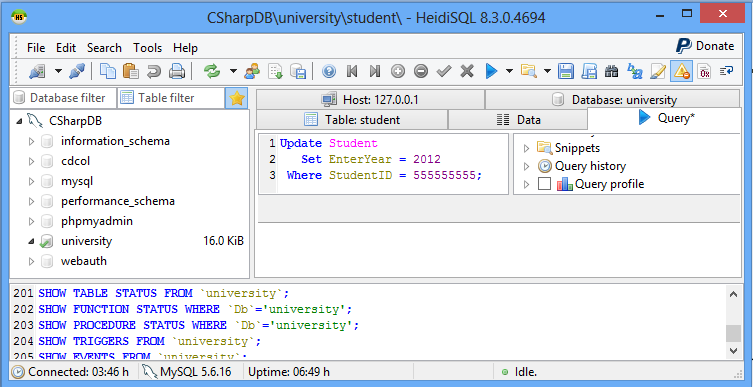 CSharpDB\university\student\ - HeidiSQL 8.3.0.4694
File Edit Search Tools Help
Donate
Database filter Table filter
Host: 127.0.0.1 Database: university
Table: student Data Query*
CSharpDB
information_schema
cdcol
mysql
performance_schema
phpmyadmin
university 16.0 KiB
webauth
1 Update Student
2 Set EnterYear = 2012
3 Where StudentID = 555555555;
Snippets
Query history
Query profile
201 SHOW TABLE STATUS FROM `university`;
202 SHOW FUNCTION STATUS WHERE `Db`='university';
203 SHOW PROCEDURE STATUS WHERE `Db`='university';
204 SHOW TRIGGERS FROM `university`;
205 SHOW EVENTS FROM `university`;
Connected: 03:46 h MySQL 5.6.16 Uptime: 06:49 h Idle.